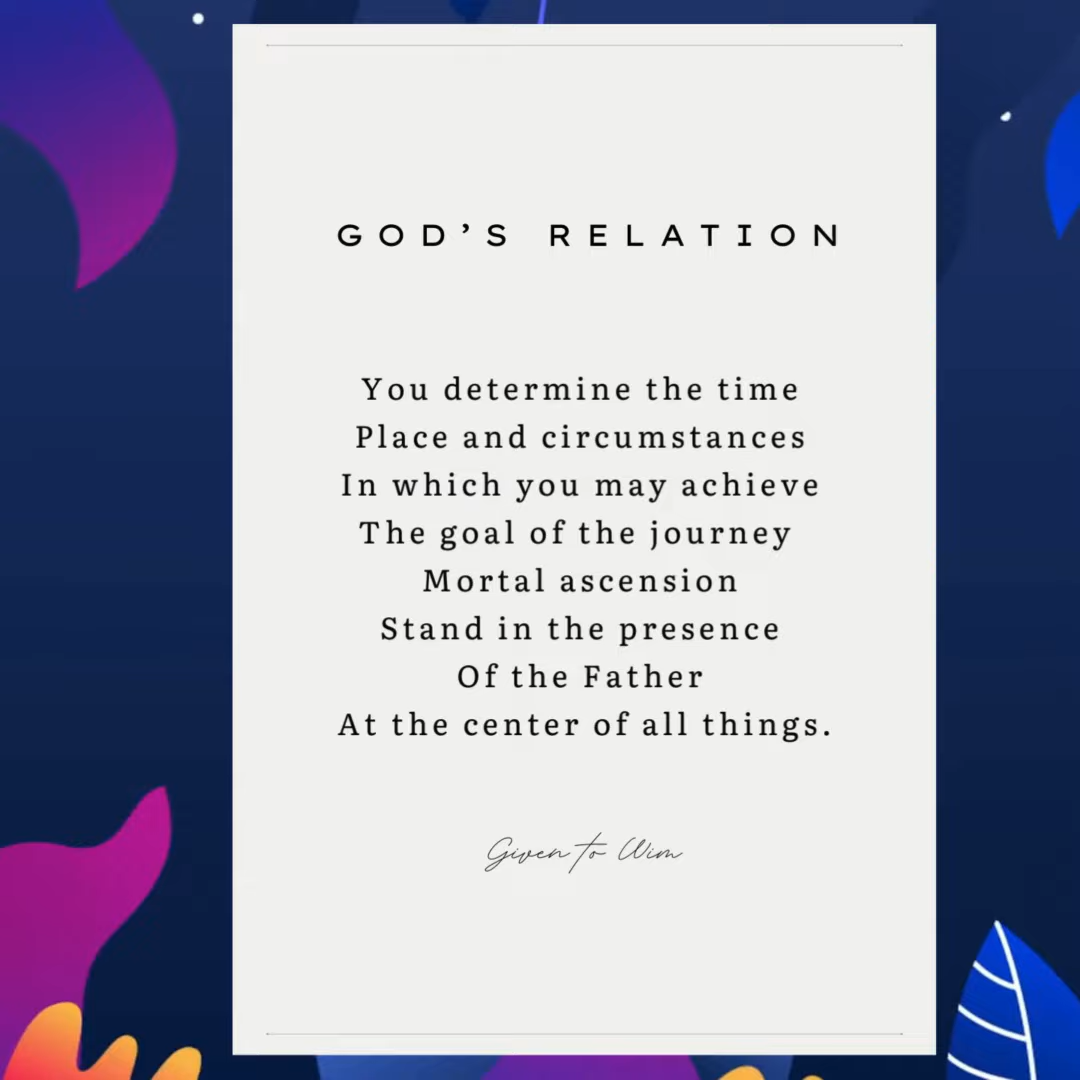 GOD’S RELATION
You determine the time
Place and circumstances
In which you may achieve
The goal of the journey
Mortal ascension
Stand in the presence
Of the Father
At the center of all things.
Given to Wim